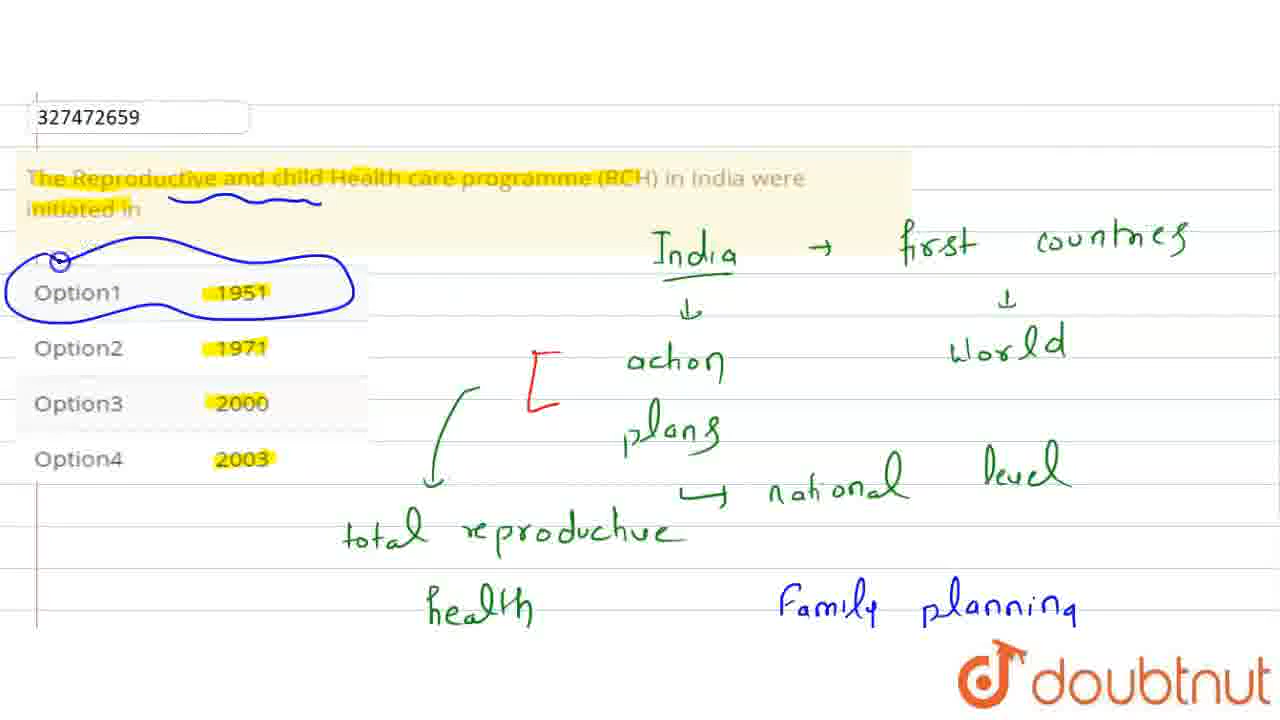 327472659
The Reproductive and child Health care programme (RCH) in India were
initiated in
Option1 1951
Option2 1971
Option3 2000
Option4 2003
India → first countries
↓ ↓
action World
plans
→ national level
total reproductive
health
Family planning
doubtnut